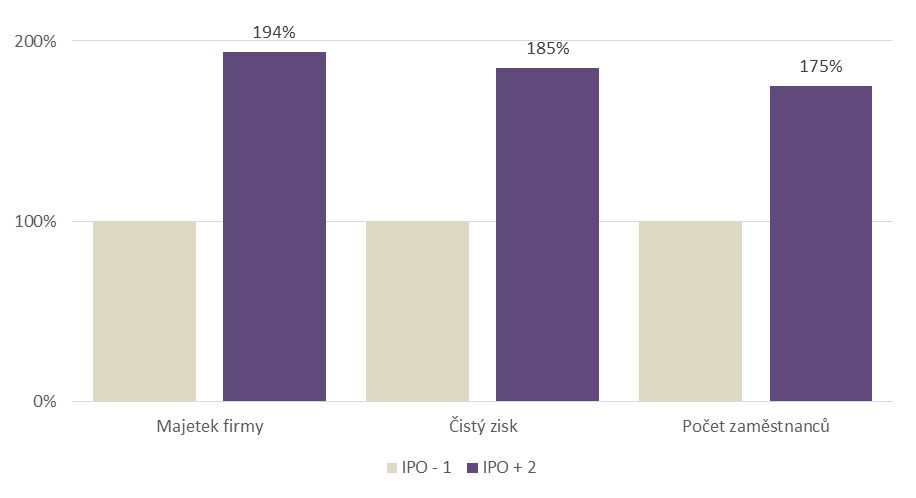 194%
200%
185%
175%
100%
0%
Majetek firmy
Čistý zisk
Počet zaměstnanců
IPO - 1
IPO + 2